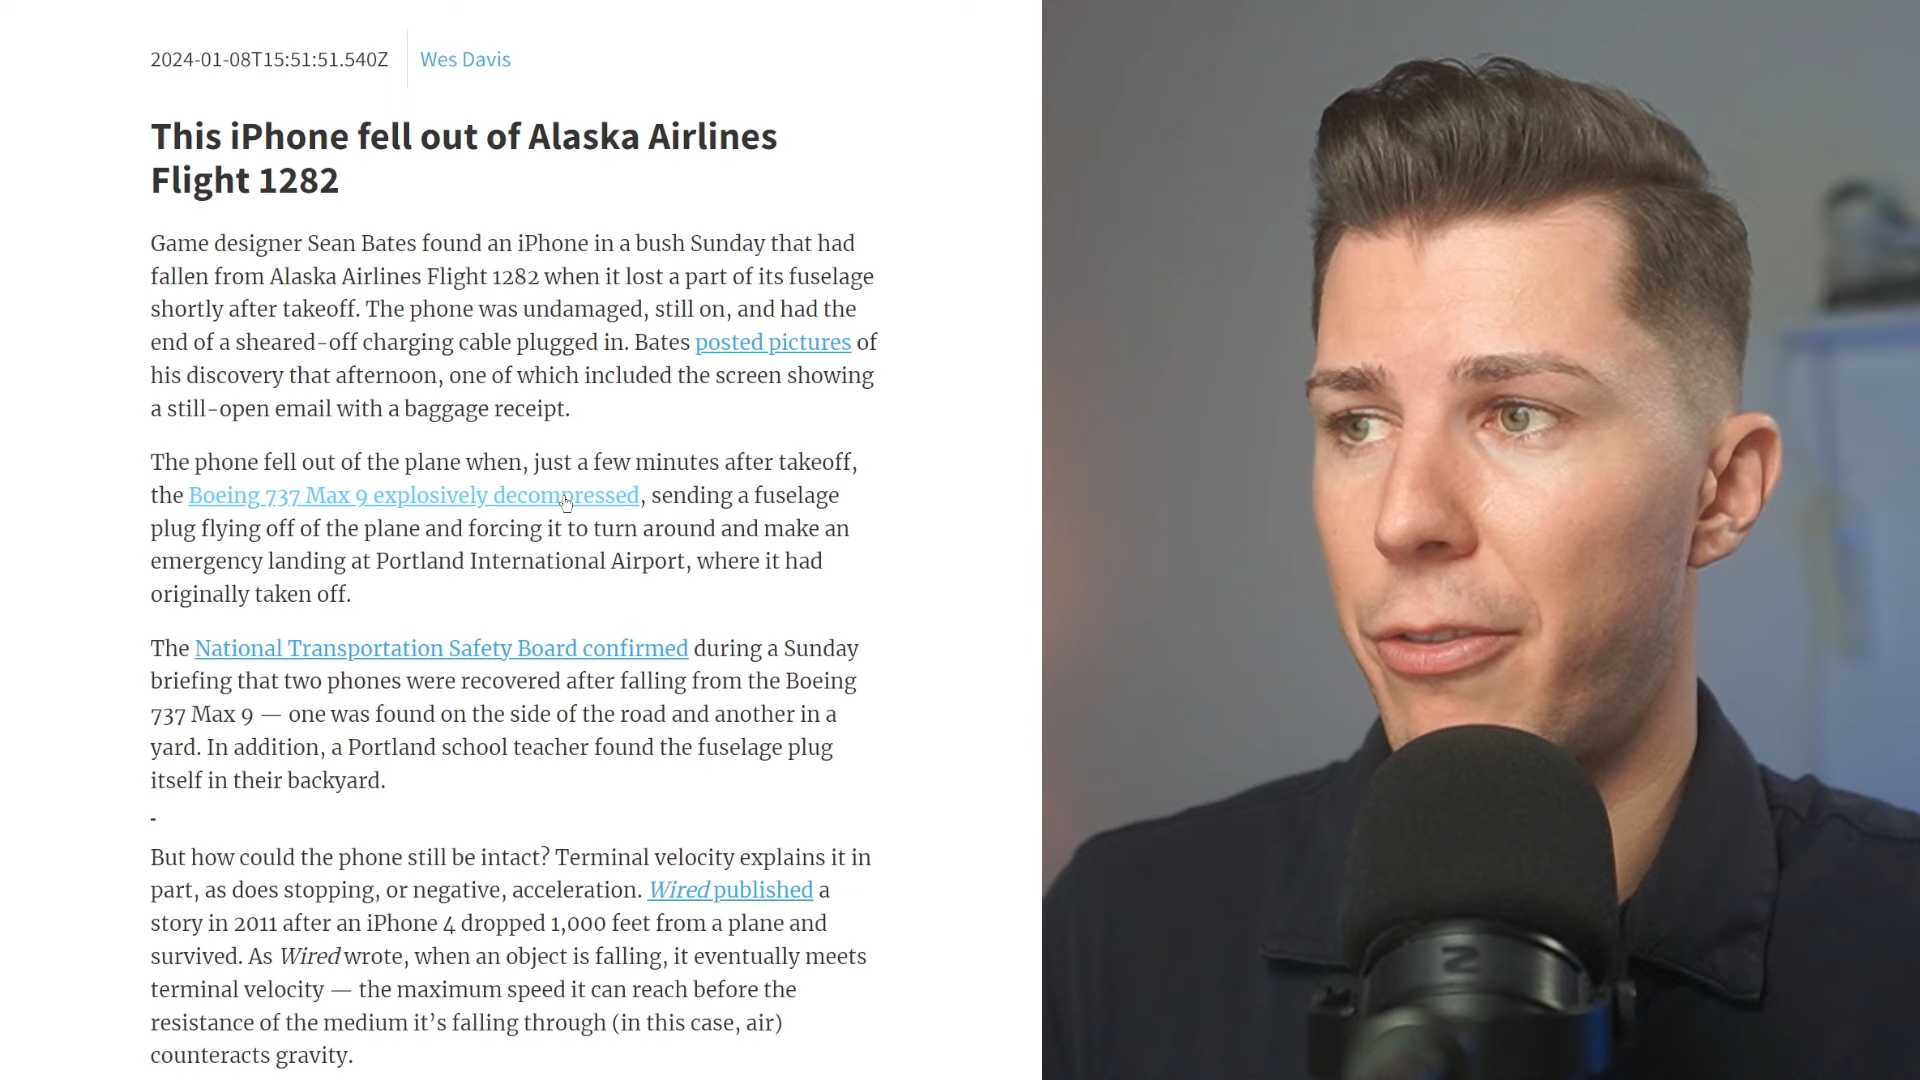 2024-01-08T15:51:51.540Z
Wes Davis
This iPhone fell out of Alaska Airlines
Flight 1282
Game designer Sean Bates found an iPhone in a bush Sunday that had
fallen from Alaska Airlines Flight 1282 when it lost a part of its fuselage
shortly after takeoff. The phone was undamaged, still on, and had the
end of a sheared-off charging cable plugged in. Bates posted pictures of
his discovery that afternoon, one of which included the screen showing
a still-open email with a baggage receipt.
The phone fell out of the plane when, just a few minutes after takeoff,
the Boeing 737 Max 9 explosively decompressed, sending a fuselage
plug flying off of the plane and forcing it to turn around and make an
emergency landing at Portland International Airport, where it had
originally taken off.
The National Transportation Safety Board confirmed during a Sunday
briefing that two phones were recovered after falling from the Boeing
737 Max 9 — one was found on the side of the road and another in a
yard. In addition, a Portland school teacher found the fuselage plug
itself in their backyard.
-
But how could the phone still be intact? Terminal velocity explains it in
part, as does stopping, or negative, acceleration. Wired published a
story in 2011 after an iPhone 4 dropped 1,000 feet from a plane and
survived. As Wired wrote, when an object is falling, it eventually meets
terminal velocity — the maximum speed it can reach before the
resistance of the medium it’s falling through (in this case, air)
counteracts gravity.